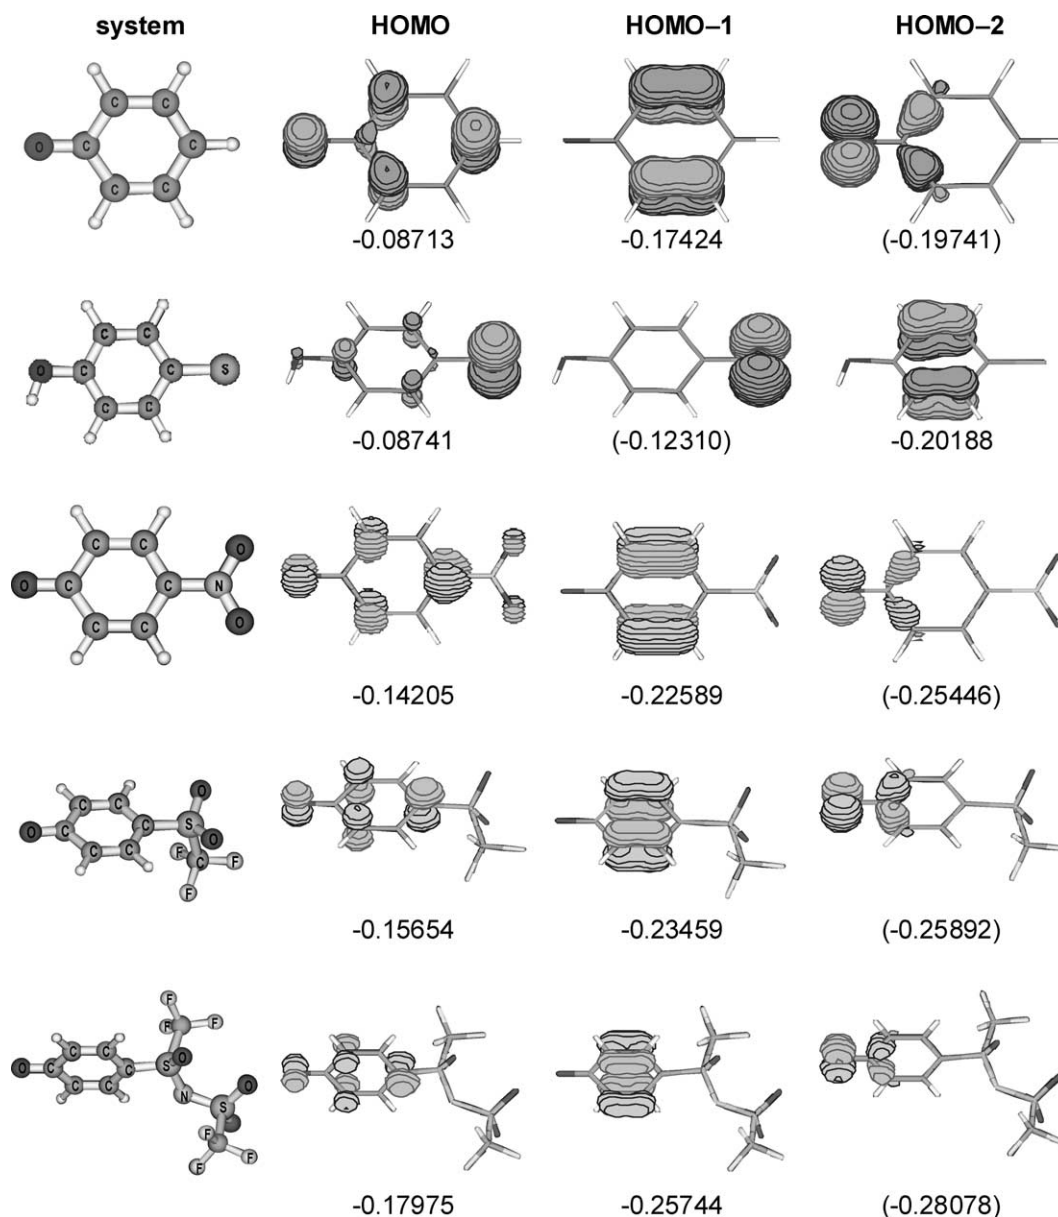 system HOMO HOMO–1 HOMO–2
C C
O C C
C C
-0.08713 -0.17424 (-0.19741)
C C
O C C S
C C
-0.08741 (-0.12310) -0.20188
C C O
O C C N
C C O
-0.14205 -0.22589 (-0.25446)
C C O
O C C S O
C C F C F
F
-0.15654 -0.23459 (-0.25892)
F
F F
C C O
O C C S
C C N S O
O
F F
F
-0.17975 -0.25744 (-0.28078)